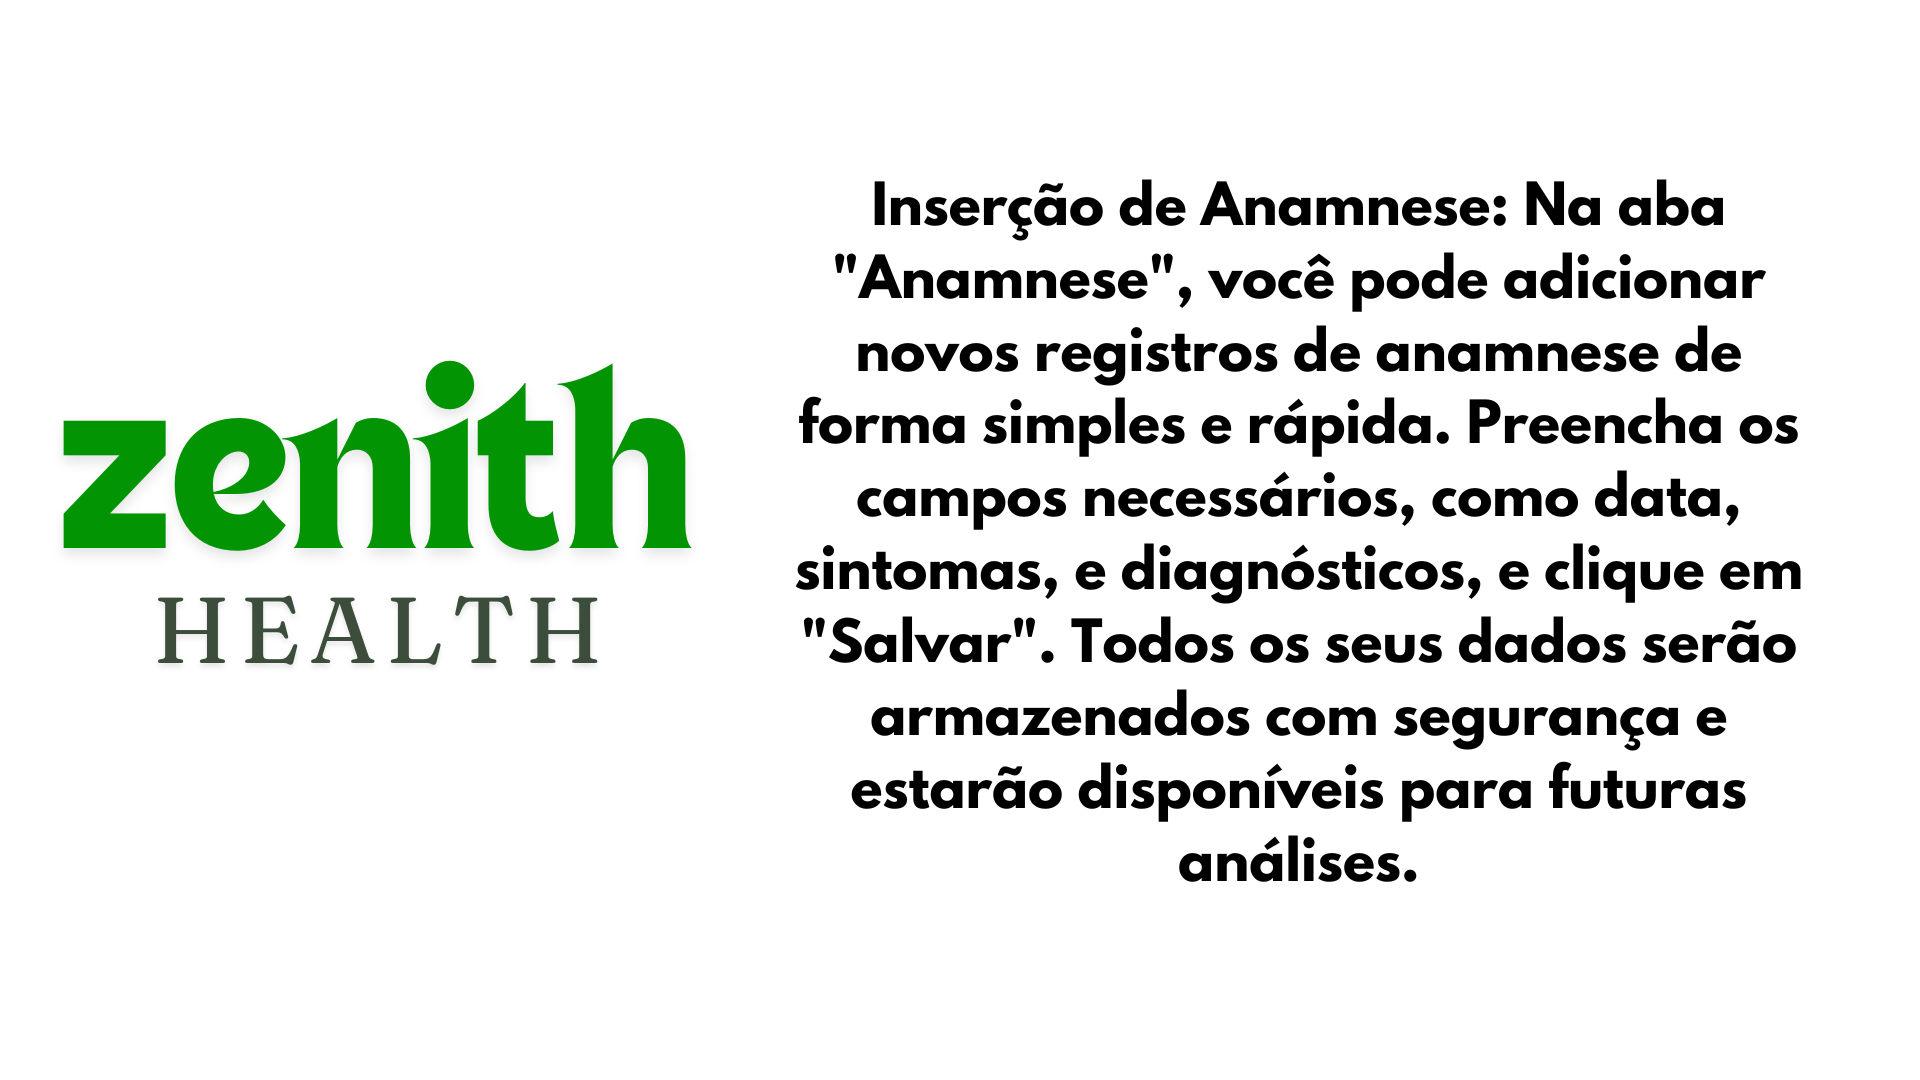 zenith
HEALTH
Inserção de Anamnese: Na aba
"Anamnese", você pode adicionar
novos registros de anamnese de
forma simples e rápida. Preencha os
campos necessários, como data,
sintomas, e diagnósticos, e clique em
"Salvar". Todos os seus dados serão
armazenados com segurança e
estarão disponíveis para futuras
análises.